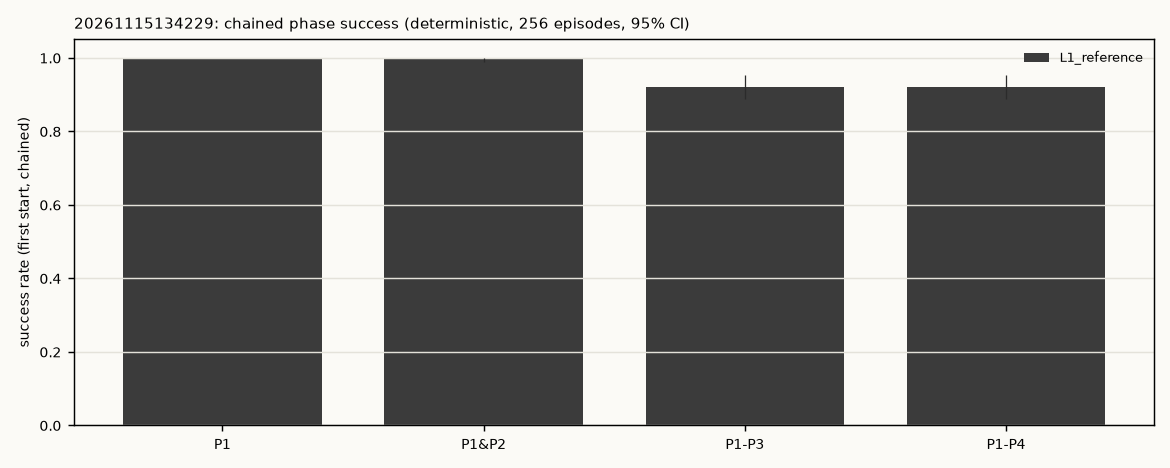 20261115134229: chained phase success (deterministic, 256 episodes, 95% CI)
L1_reference
success rate (first start, chained)
1.0
0.8
0.6
0.4
0.2
0.0
P1
P1&P2
P1-P3
P1-P4